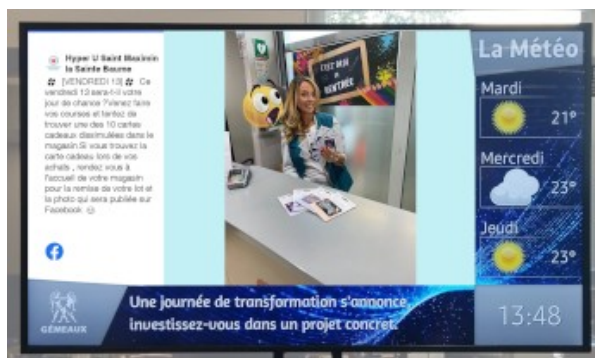 Hyper U Saint Maximin
la Sainte Baume
# [VENDREDI 13] # Ce
vendredi 13 sera-t-il votre
jour de chance ?Venez faire
vos courses et tentez de
trouver une des 10 cartes
cadeaux dissimulées dans le
magasin.Si vous trouvez la
carte cadeau lors de vos
achats , rendez vous à
l'accueil de votre magasin
pour la remise de votre lot et
la photo qui sera publiée sur
Facebook
C'EST BON
LA
RENTRÉE
La Météo
Mardi
21°
Mercredi
23°
Jeudi
23°
GÉMEAUX
Une journée de transformation s'annonce,
investissez-vous dans un projet concret.
13:48